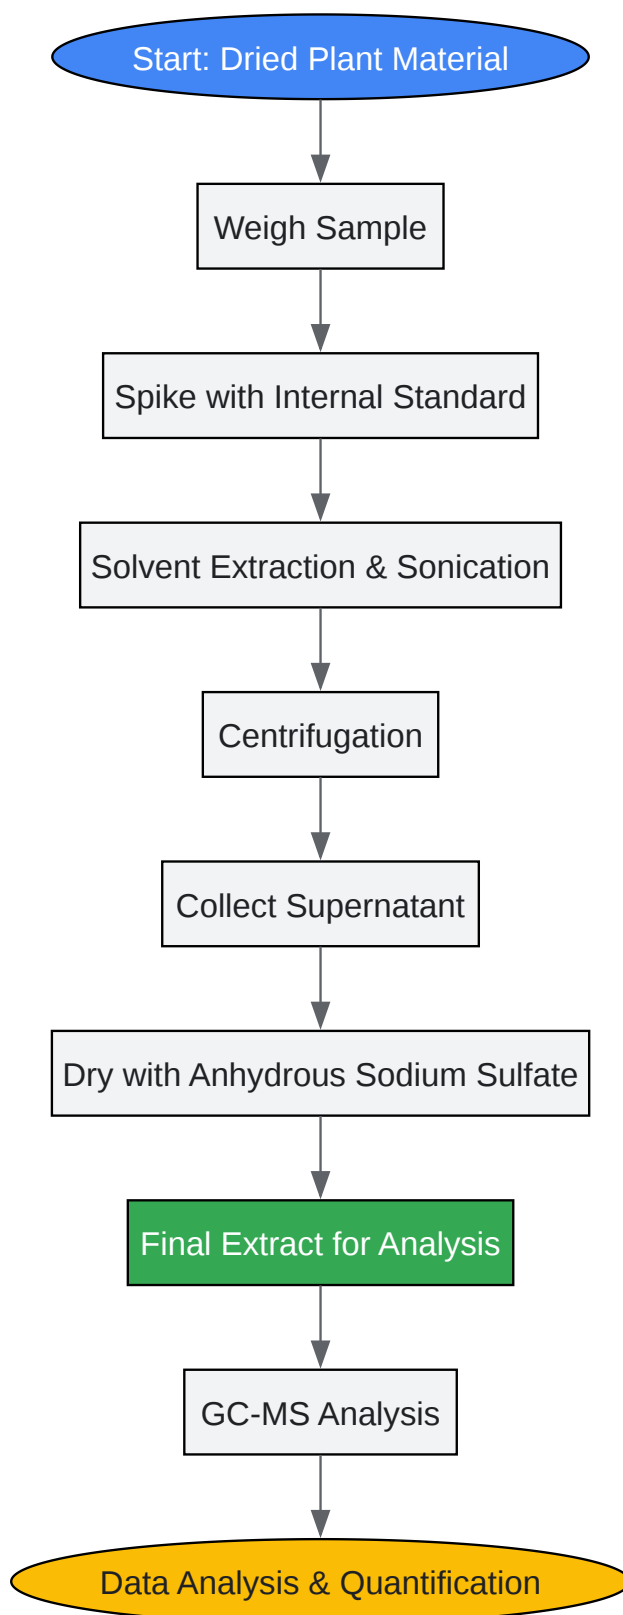 Start: Dried Plant Material
Weigh Sample
Spike with Internal Standard
Solvent Extraction & Sonication
Centrifugation
Collect Supernatant
Dry with Anhydrous Sodium Sulfate
Final Extract for Analysis
GC-MS Analysis
Data Analysis & Quantification